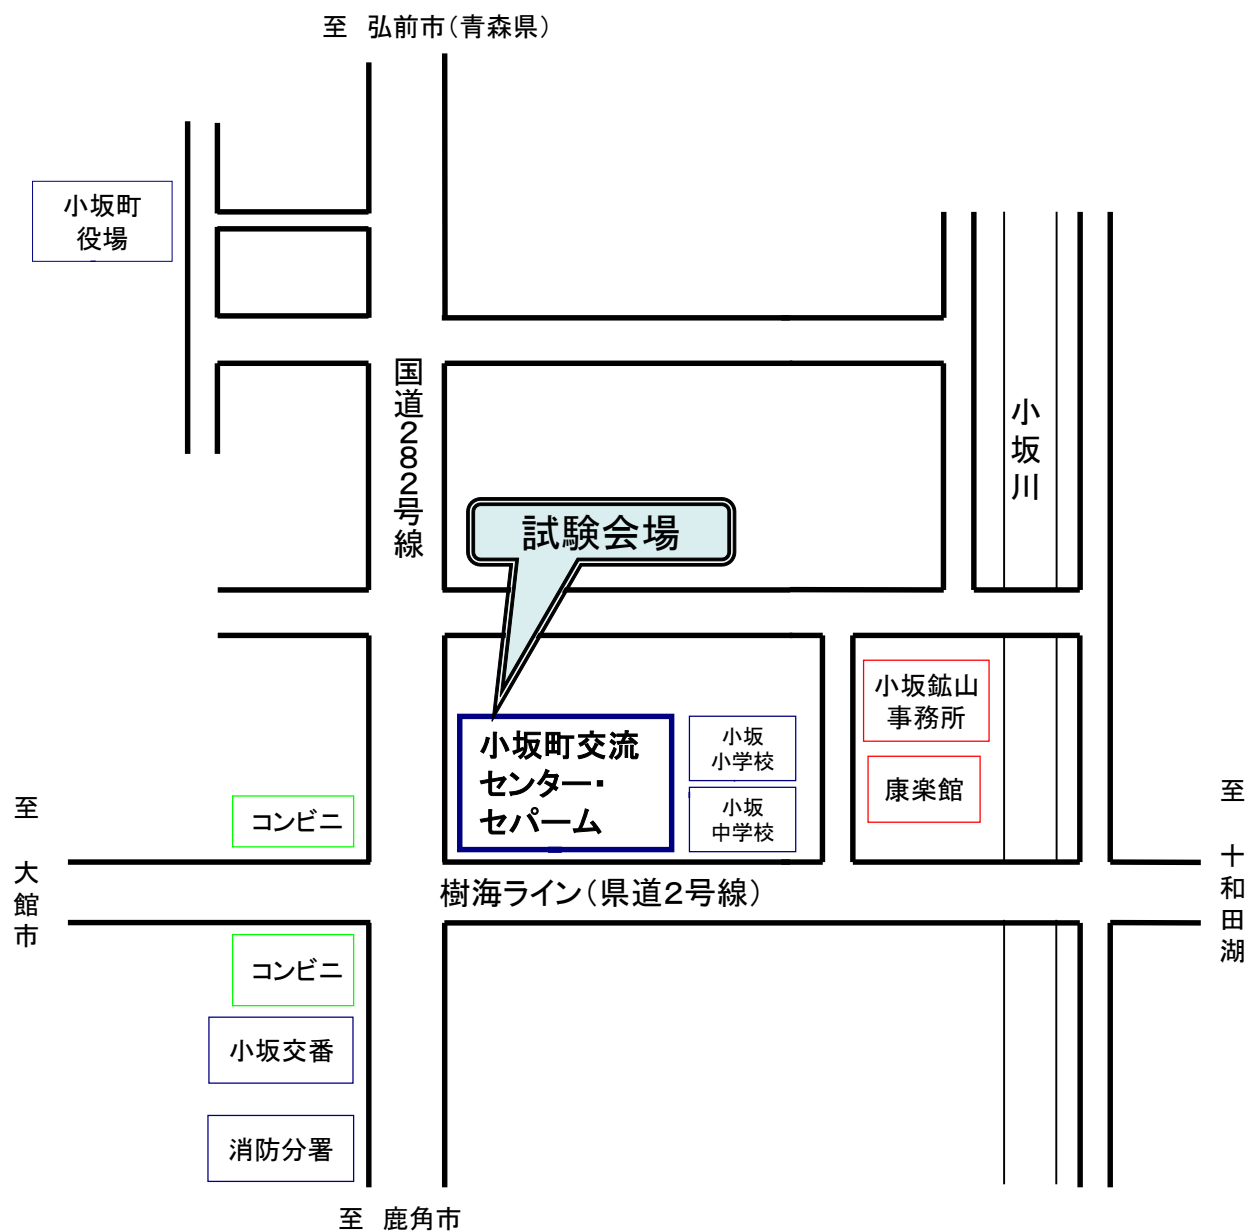 至　弘前市（青森県）
小坂町
役場
国道２８２号線
小坂川
試験会場
小坂鉱山
事務所
小坂町交流
センター・
セパーム
小坂
小学校
康楽館
小坂
中学校
コンビニ
至　大館市
至　十和田湖
樹海ライン（県道２号線）
コンビニ
小坂交番
消防分署
至　鹿角市